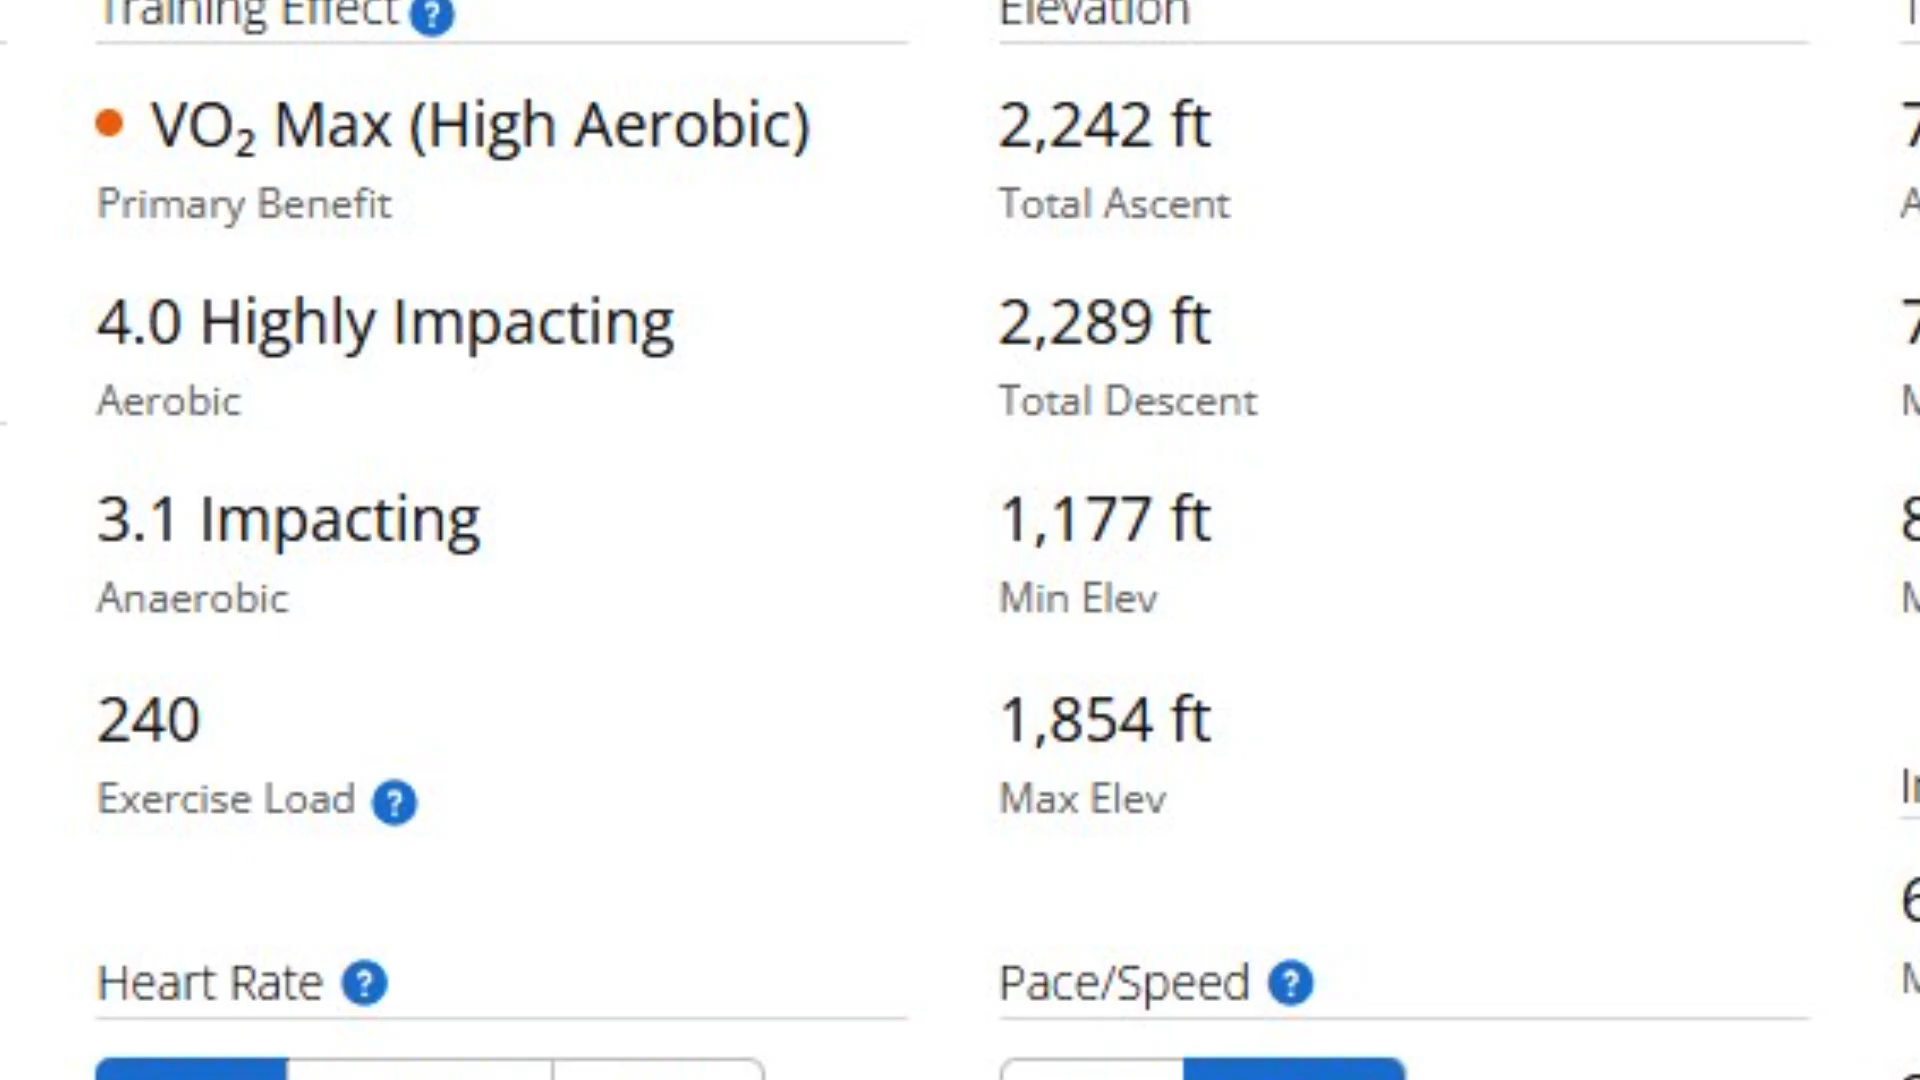 Training Effect ?
VO₂ Max (High Aerobic)
Primary Benefit
4.0 Highly Impacting
Aerobic
3.1 Impacting
Anaerobic
240
Exercise Load ?
Heart Rate ?
Elevation
2,242 ft
Total Ascent
2,289 ft
Total Descent
1,177 ft
Min Elev
1,854 ft
Max Elev
Pace/Speed ?